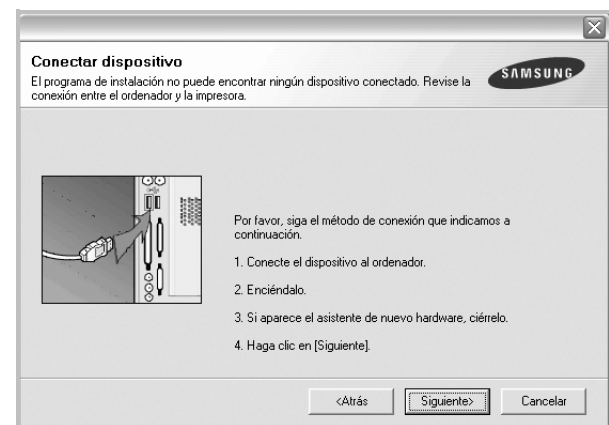 Conectar dispositivo
El programa de instalación no puede encontrar ningún dispositivo conectado. Revise la
conexión entre el ordenador y la impresora.
SAMSUNG
Por favor, siga el método de conexión que indicamos a
continuación.
1. Conecte el dispositivo al ordenador.
2. Enciéndalo.
3. Si aparece el asistente de nuevo hardware, ciérrelo.
4. Haga clic en [Siguiente].
<Atrás
Siguiente>
Cancelar